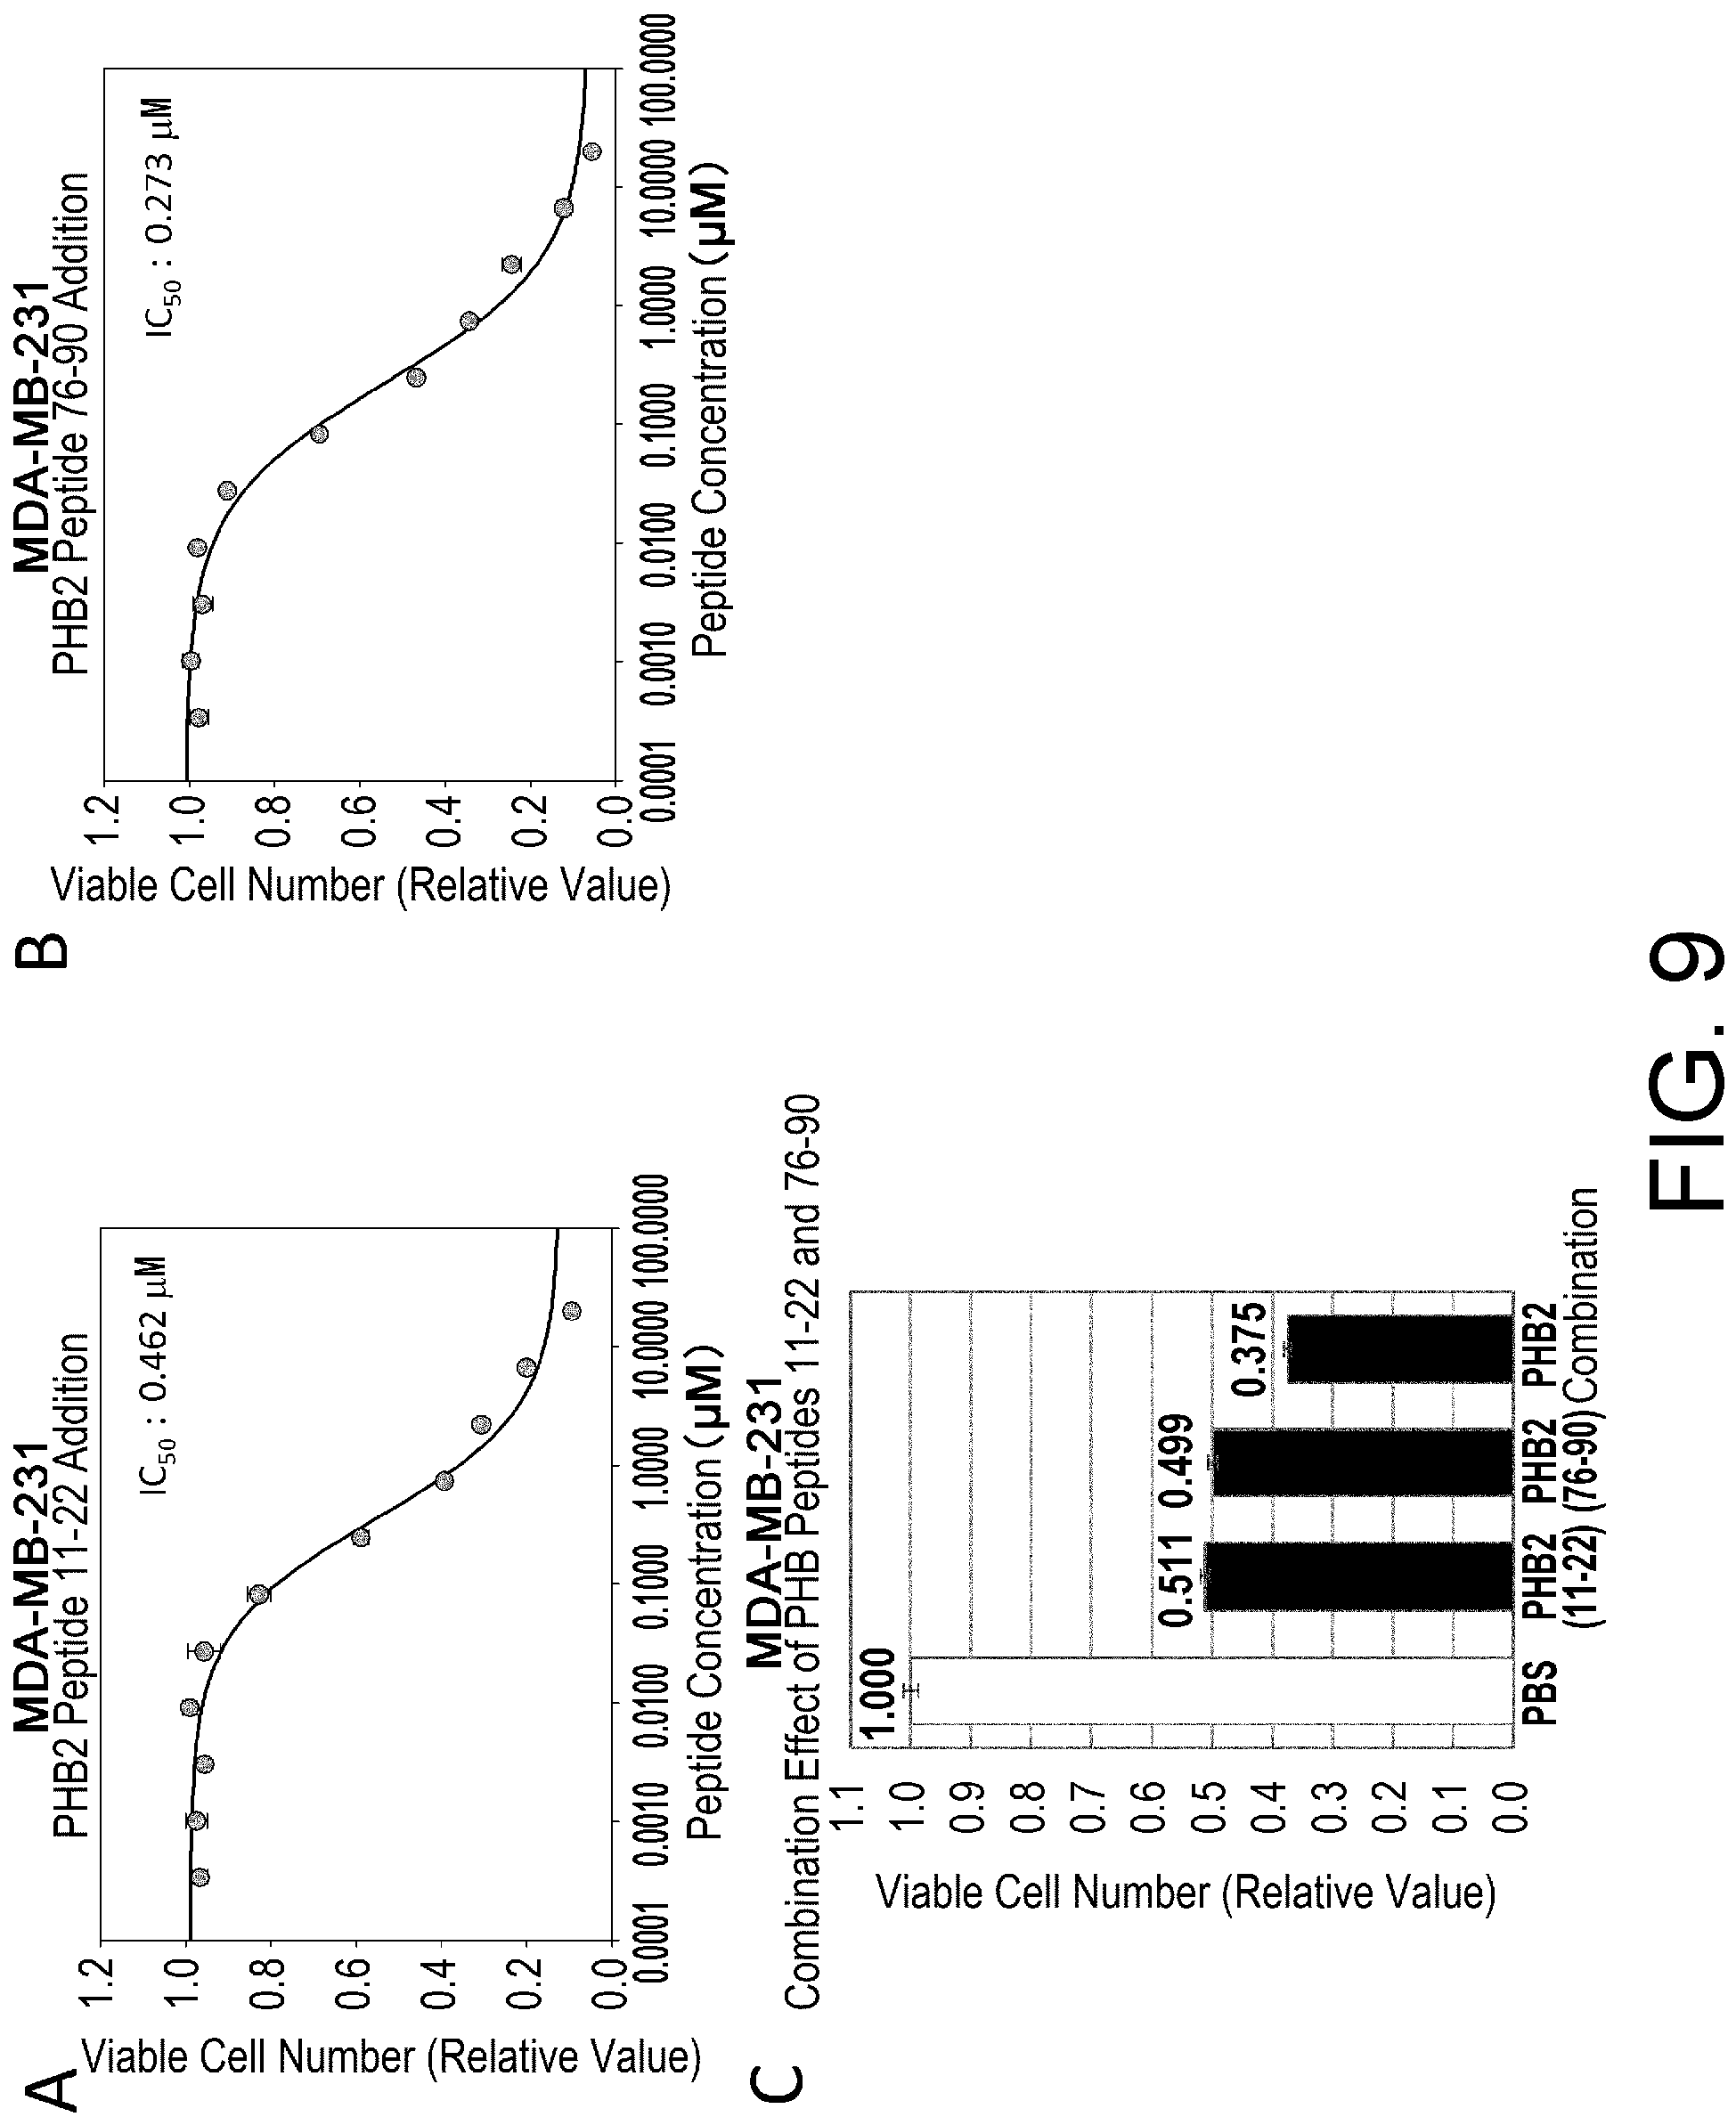 A
MDA-MB-231
PHB2 Peptide 11-22 Addition
IC50 : 0.462 μM
Viable Cell Number (Relative Value)
1.2
1.0
0.8
0.6
0.4
0.2
0.0
0.0001 0.0010 0.0100 0.1000 1.0000 10.0000 100.0000
Peptide Concentration (μM)
B
MDA-MB-231
PHB2 Peptide 76-90 Addition
IC50 : 0.273 μM
Viable Cell Number (Relative Value)
1.2
1.0
0.8
0.6
0.4
0.2
0.0
0.0001 0.0010 0.0100 0.1000 1.0000 10.0000 100.0000
Peptide Concentration (μM)
C
MDA-MB-231
Combination Effect of PHB Peptides 11-22 and 76-90
Viable Cell Number (Relative Value)
1.1
1.0
0.9
0.8
0.7
0.6
0.5
0.4
0.3
0.2
0.1
0.0
1.000
0.511
0.499
0.375
PBS PHB2 PHB2 PHB2
(11-22) (76-90) Combination
FIG. 9